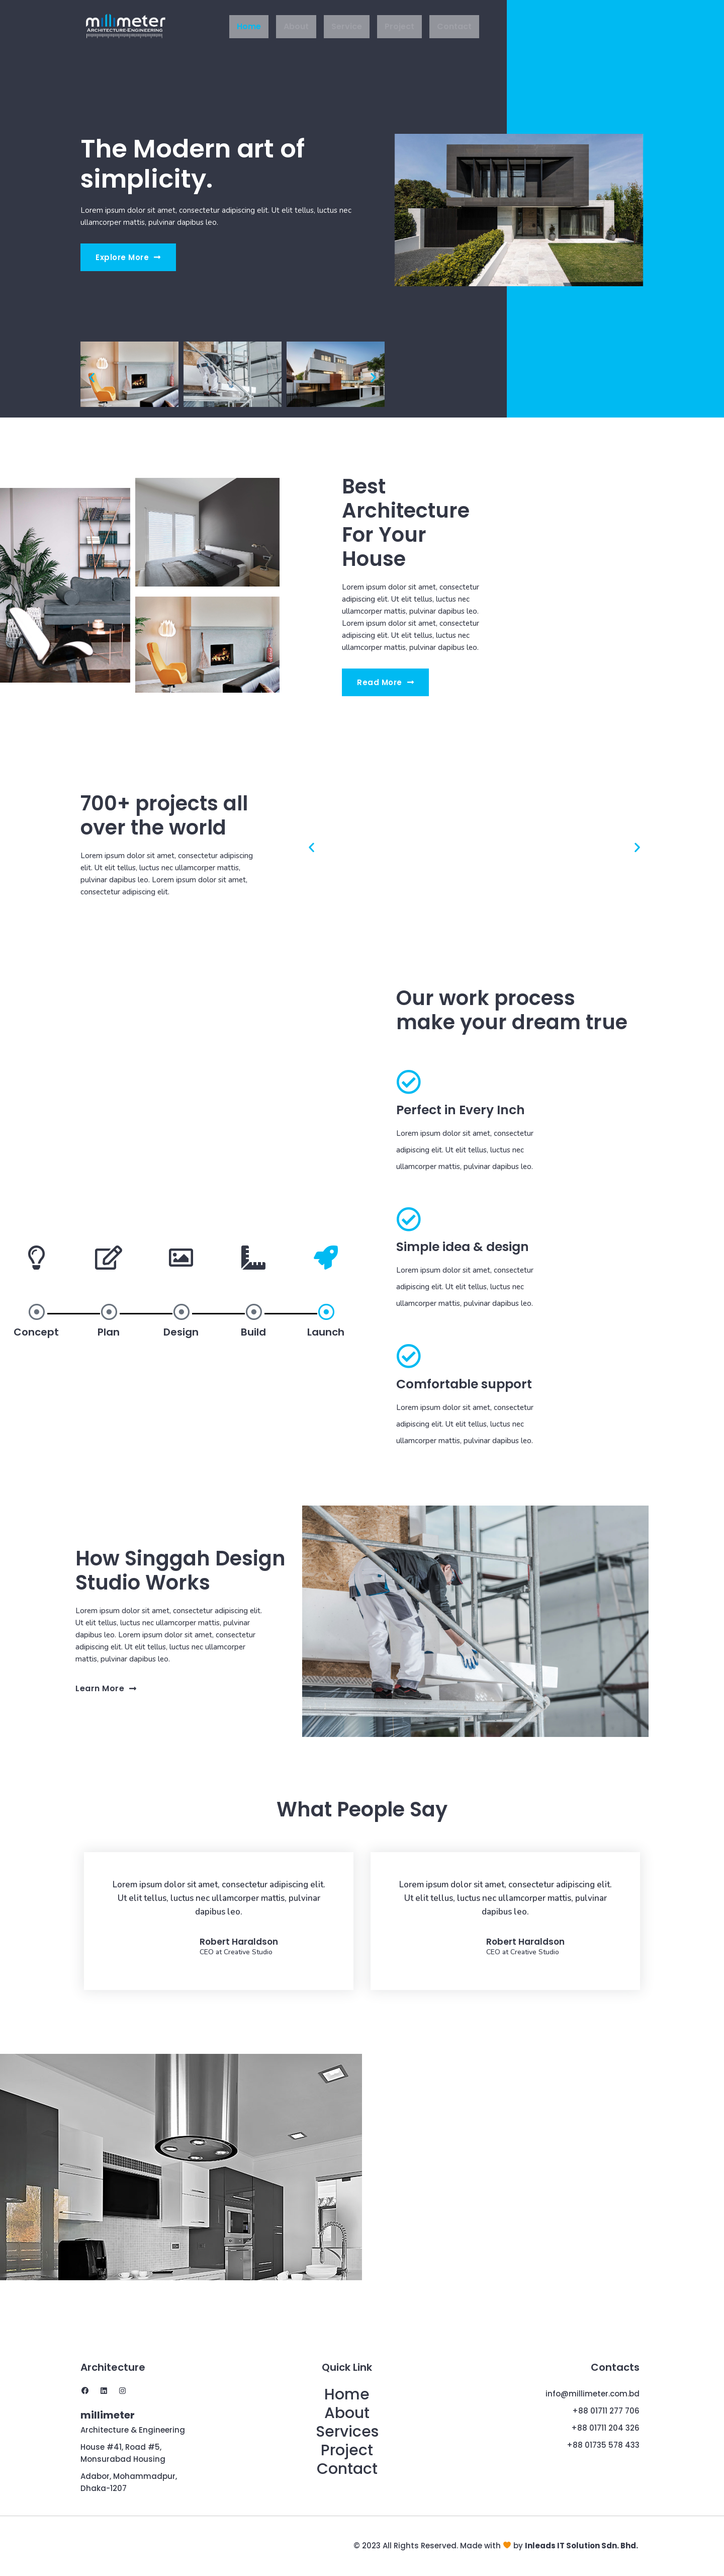 millimeter
ARCHITECTURE·ENGINEERING
Home
About
Service
Project
Contact
The Modern art of
simplicity.
Lorem ipsum dolor sit amet, consectetur adipiscing elit. Ut elit tellus, luctus nec
ullamcorper mattis, pulvinar dapibus leo.
Explore More
Best
Architecture
For Your
House
Lorem ipsum dolor sit amet, consectetur
adipiscing elit. Ut elit tellus, luctus nec
ullamcorper mattis, pulvinar dapibus leo.
Lorem ipsum dolor sit amet, consectetur
adipiscing elit. Ut elit tellus, luctus nec
ullamcorper mattis, pulvinar dapibus leo.
Read More
700+ projects all
over the world
Lorem ipsum dolor sit amet, consectetur adipiscing
elit. Ut elit tellus, luctus nec ullamcorper mattis,
pulvinar dapibus leo. Lorem ipsum dolor sit amet,
consectetur adipiscing elit.
Our work process
make your dream true
Perfect in Every Inch
Lorem ipsum dolor sit amet, consectetur
adipiscing elit. Ut elit tellus, luctus nec
ullamcorper mattis, pulvinar dapibus leo.
Simple idea & design
Lorem ipsum dolor sit amet, consectetur
adipiscing elit. Ut elit tellus, luctus nec
ullamcorper mattis, pulvinar dapibus leo.
Concept
Plan
Design
Build
Launch
Comfortable support
Lorem ipsum dolor sit amet, consectetur
adipiscing elit. Ut elit tellus, luctus nec
ullamcorper mattis, pulvinar dapibus leo.
How Singgah Design
Studio Works
Lorem ipsum dolor sit amet, consectetur adipiscing elit.
Ut elit tellus, luctus nec ullamcorper mattis, pulvinar
dapibus leo. Lorem ipsum dolor sit amet, consectetur
adipiscing elit. Ut elit tellus, luctus nec ullamcorper
mattis, pulvinar dapibus leo.
Learn More
What People Say
Lorem ipsum dolor sit amet, consectetur adipiscing elit.
Ut elit tellus, luctus nec ullamcorper mattis, pulvinar
dapibus leo.
Robert Haraldson
CEO at Creative Studio
Lorem ipsum dolor sit amet, consectetur adipiscing elit.
Ut elit tellus, luctus nec ullamcorper mattis, pulvinar
dapibus leo.
Robert Haraldson
CEO at Creative Studio
Architecture
millimeter
Architecture & Engineering
House #41, Road #5,
Monsurabad Housing
Adabor, Mohammadpur,
Dhaka-1207
Quick Link
Home
About
Services
Project
Contact
Contacts
info@millimeter.com.bd
+88 01711 277 706
+88 01711 204 326
+88 01735 578 433
© 2023 All Rights Reserved. Made with 🧡 by Inleads IT Solution Sdn. Bhd.